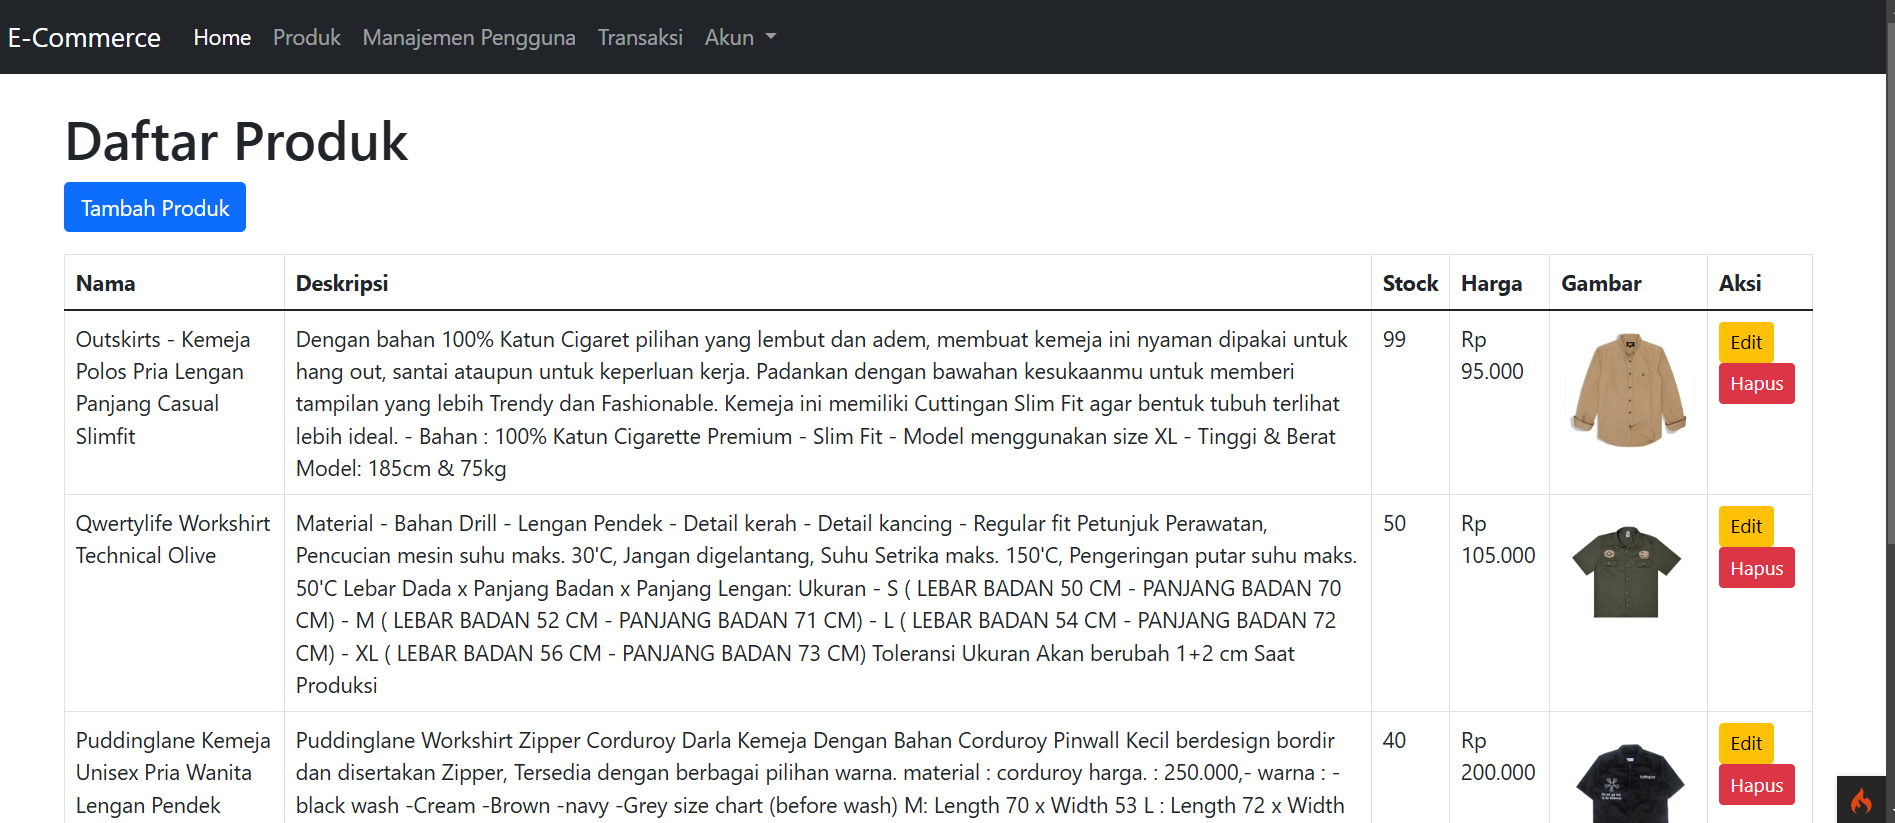 E-Commerce Home Produk Manajemen Pengguna Transaksi Akun
Daftar Produk
Tambah Produk
Nama Deskripsi Stock Harga Gambar Aksi
Outskirts - Kemeja
Polos Pria Lengan
Panjang Casual
Slimfit
Dengan bahan 100% Katun Cigaret pilihan yang lembut dan adem, membuat kemeja ini nyaman dipakai untuk
hang out, santai ataupun untuk keperluan kerja. Padankan dengan bawahan kesukaanmu untuk memberi
tampilan yang lebih Trendy dan Fashionable. Kemeja ini memiliki Cuttingan Slim Fit agar bentuk tubuh terlihat
lebih ideal. - Bahan : 100% Katun Cigarette Premium - Slim Fit - Model menggunakan size XL - Tinggi & Berat
Model: 185cm & 75kg
99
Rp
95.000
Edit
Hapus
Qwertylife Workshirt
Technical Olive
Material - Bahan Drill - Lengan Pendek - Detail kerah - Detail kancing - Regular fit Petunjuk Perawatan,
Pencucian mesin suhu maks. 30'C, Jangan digelantang, Suhu Setrika maks. 150'C, Pengeringan putar suhu maks.
50'C Lebar Dada x Panjang Badan x Panjang Lengan: Ukuran - S ( LEBAR BADAN 50 CM - PANJANG BADAN 70
CM) - M ( LEBAR BADAN 52 CM - PANJANG BADAN 71 CM) - L ( LEBAR BADAN 54 CM - PANJANG BADAN 72
CM) - XL ( LEBAR BADAN 56 CM - PANJANG BADAN 73 CM) Toleransi Ukuran Akan berubah 1+2 cm Saat
Produksi
50
Rp
105.000
Edit
Hapus
Puddinglane Kemeja
Unisex Pria Wanita
Lengan Pendek
Puddinglane Workshirt Zipper Corduroy Darla Kemeja Dengan Bahan Corduroy Pinwall Kecil berdesign bordir
dan disertakan Zipper, Tersedia dengan berbagai pilihan warna. material : corduroy harga. : 250.000,- warna : -
black wash -Cream -Brown -navy -Grey size chart (before wash) M: Length 70 x Width 53 L : Length 72 x Width
40
Rp
200.000
Edit
Hapus